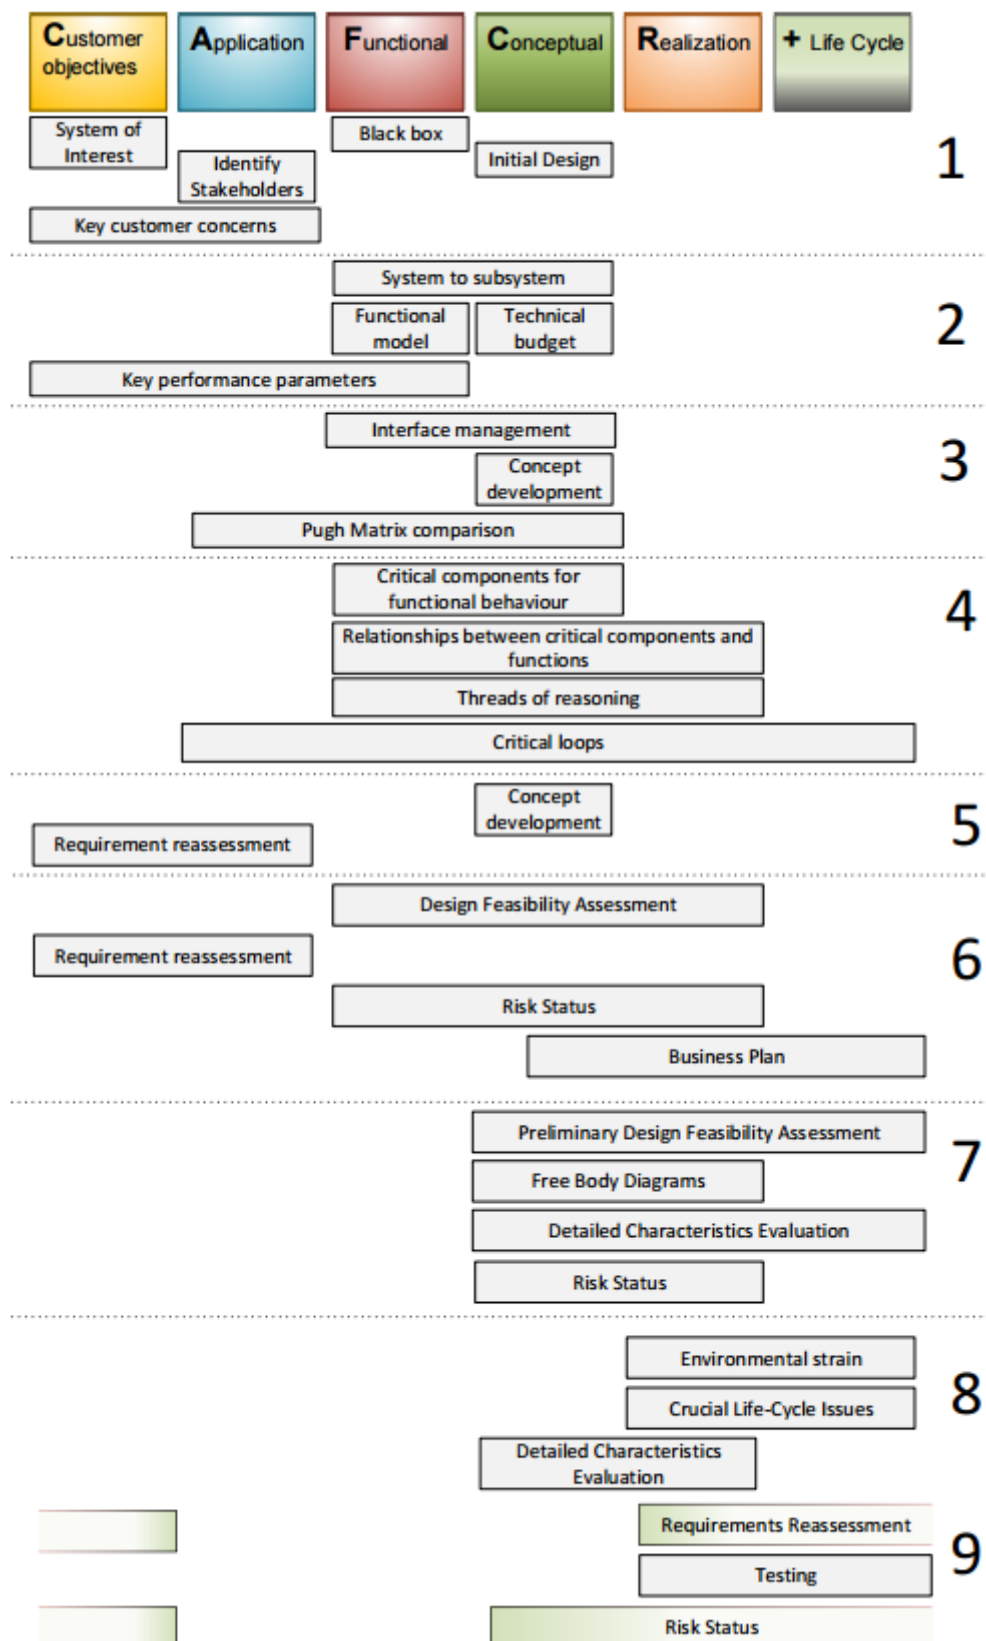 Customer
objectives
Application
Functional
Conceptual
Realization
+ Life Cycle
System of
Interest
Identify
Stakeholders
Black box
Initial Design
Key customer concerns
1
System to subsystem
Functional
model
Technical
budget
Key performance parameters
2
Interface management
Concept
development
Pugh Matrix comparison
3
Critical components for
functional behaviour
Relationships between critical components and
functions
Threads of reasoning
Critical loops
4
Concept
development
Requirement reassessment
5
Design Feasibility Assessment
Requirement reassessment
Risk Status
Business Plan
6
Preliminary Design Feasibility Assessment
Free Body Diagrams
Detailed Characteristics Evaluation
Risk Status
7
Environmental strain
Crucial Life-Cycle Issues
Detailed Characteristics
Evaluation
8
Requirements Reassessment
Testing
Risk Status
9